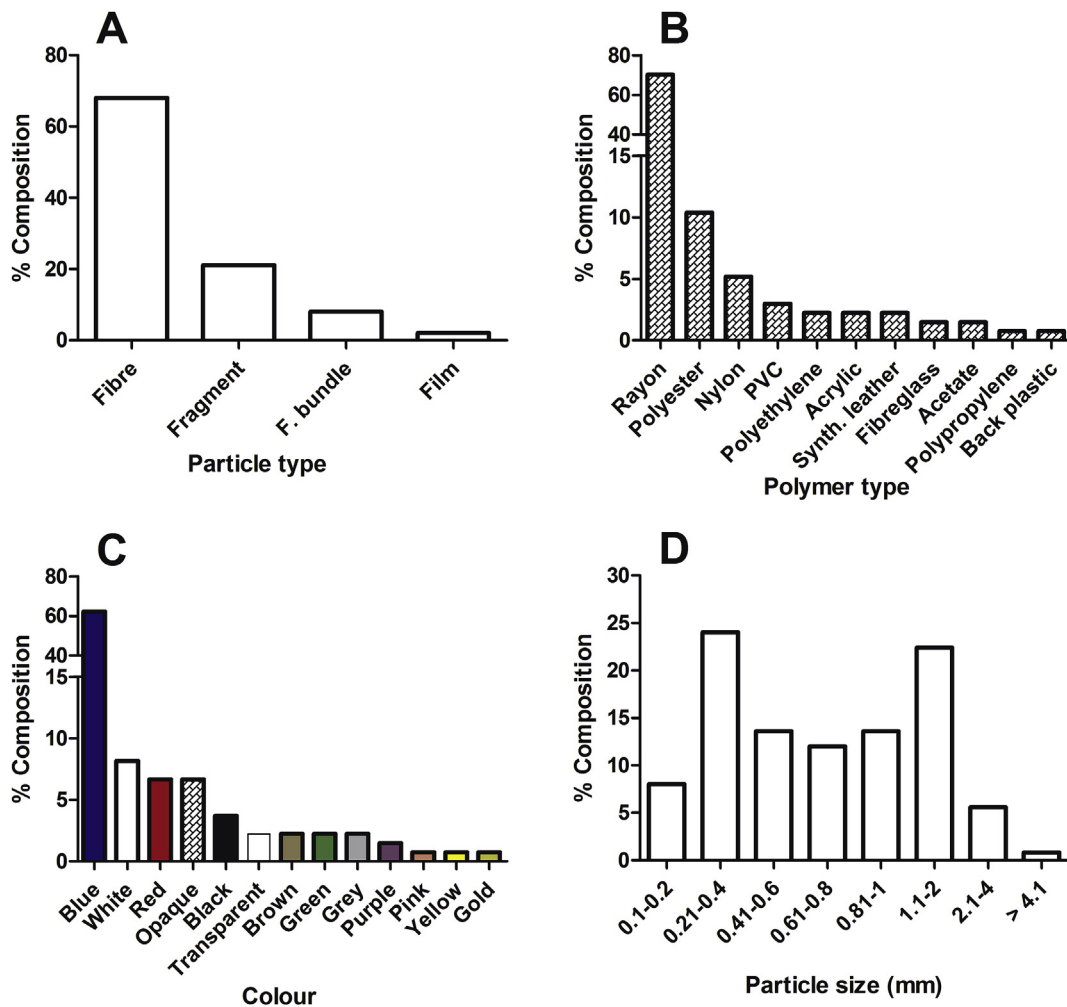 A
% Composition
80
60
40
20
0
Fibre
Fragment
F. bundle
Film
Particle type
B
% Composition
80
60
40
15
10
5
0
Rayon
Polyester
Nylon
PVC
Polyethylene
Acrylic
Synth. leather
Fibreglass
Acetate
Polypropylene
Back plastic
Polymer type
C
% Composition
80
60
40
15
10
5
0
Blue
White
Red
Opaque
Black
Transparent
Brown
Green
Grey
Purple
Pink
Yellow
Gold
Colour
D
% Composition
30
25
20
15
10
5
0
0.1-0.2
0.21-0.4
0.41-0.6
0.61-0.8
0.81-1
1.1-2
2.1-4
> 4.1
Particle size (mm)